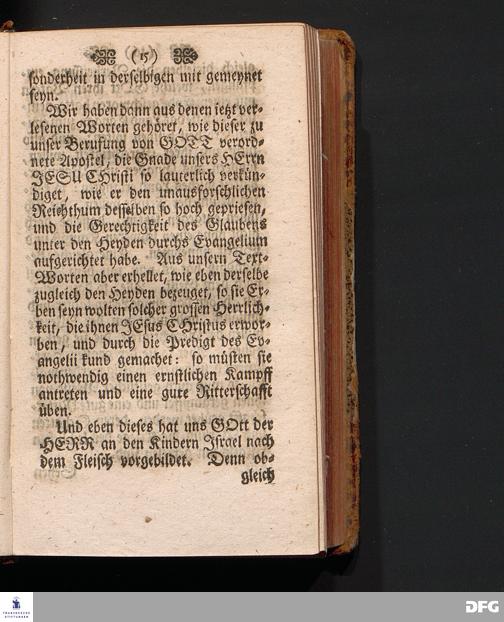 ( 15 )
sonderheit in derselbigen mit gemeynet
seyn.
Wir haben dann aus denen ietzt ver-
lesenen Worten gehöret, wie dieser zu
unser Berufung von GOTT verord-
nete Apostel, die Gnade unsers HErrn
JESU CHristi so lauterlich verkün-
diget, wie er den unausforschlichen
Reichthum desselben so hoch gepriesen,
und die Gerechtigkeit des Glaubens
unter den Heyden durchs Evangelium
aufgerichtet habe. Aus unsern Text-
Worten aber erhellet, wie eben derselbe
zugleich den Heyden bezeuget, so sie Er-
ben seyn wolten solcher grossen Herrlich-
keit, die ihnen JEsus CHristus erwor-
ben, und durch die Predigt des Ev-
angelii kund gemachet: so müsten sie
nothwendig einen ernstlichen Kampff
antreten und eine gute Ritterschafft
üben.
Und eben dieses hat uns GOtt der
HERR an den Kindern Israel nach
dem Fleisch vorgebildet. Denn ob-
gleich
FRANCKESCHE
STIFTUNGEN
DFG